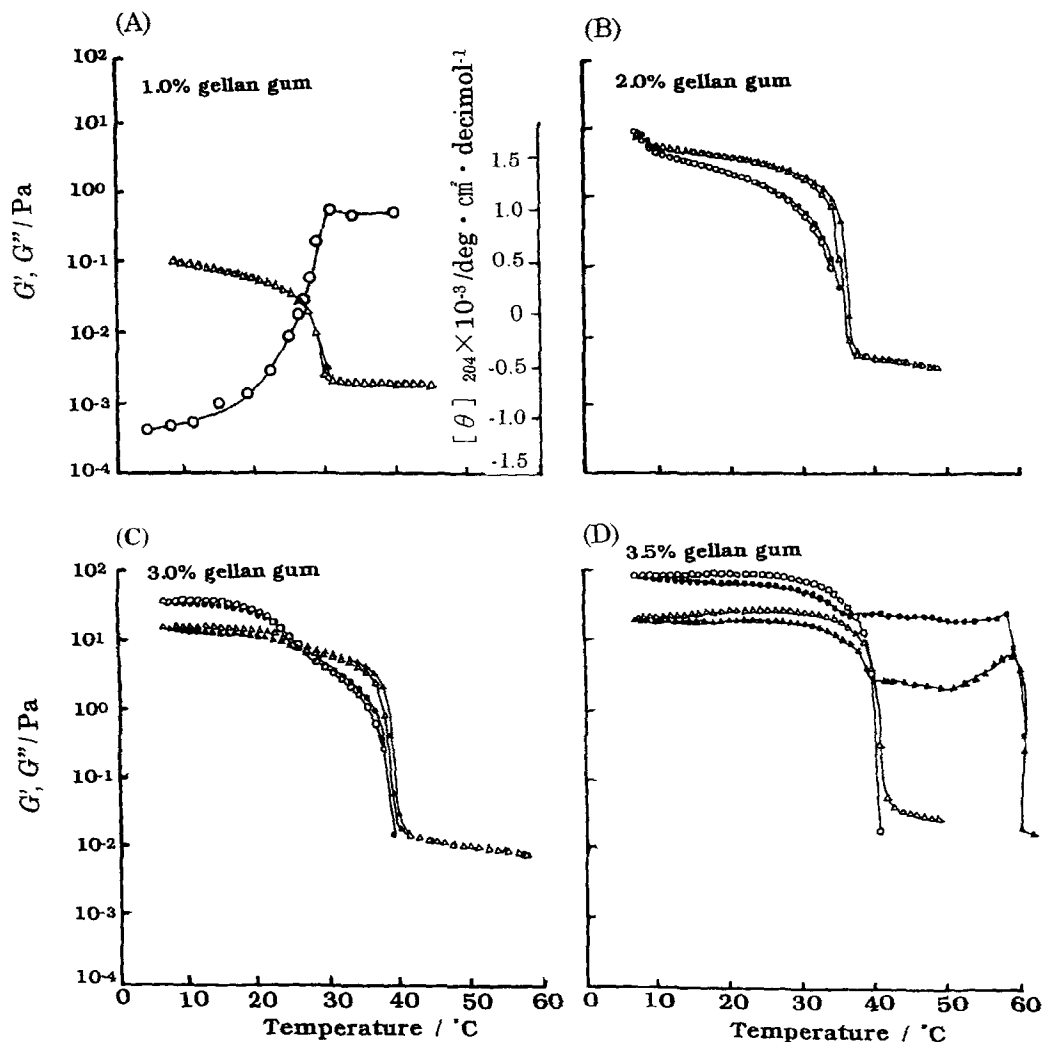 (A)
1.0% gellan gum
10²
10¹
10⁰
10⁻¹
10⁻²
10⁻³
10⁻⁴
G′, G″ / Pa
[θ] ₂₀₄×10⁻³/deg・cm²・decimol⁻¹
1.5
1.0
0.5
0
-0.5
-1.0
-1.5
(B)
2.0% gellan gum
(C)
3.0% gellan gum
10²
10¹
10⁰
10⁻¹
10⁻²
10⁻³
10⁻⁴
G′, G″ / Pa
0 10 20 30 40 50 60
Temperature / ˚C
(D)
3.5% gellan gum
0 10 20 30 40 50 60
Temperature / ˚C